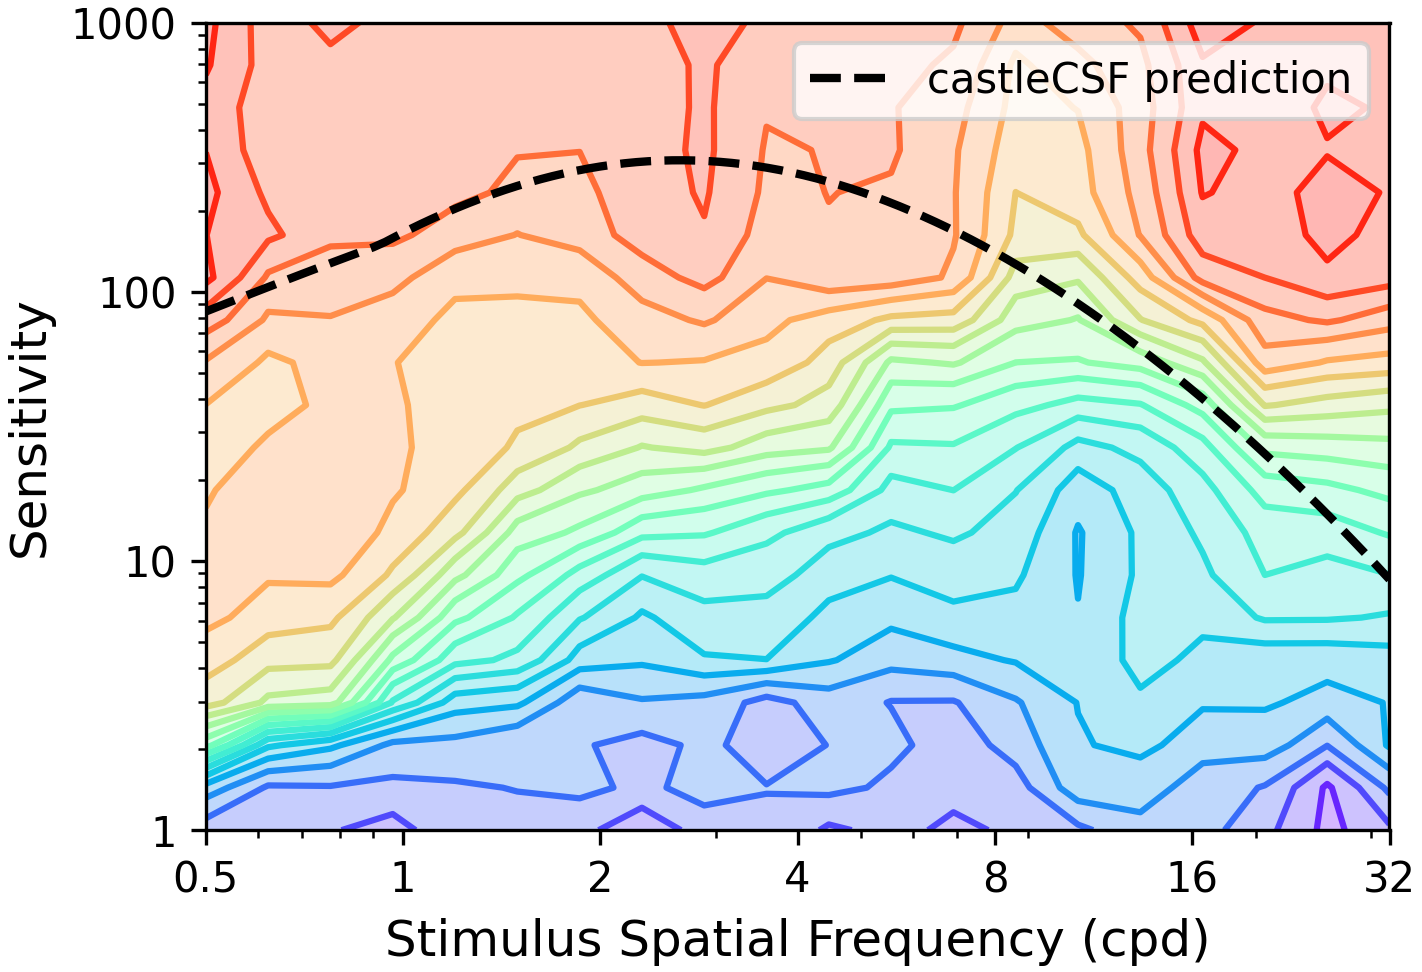 1000
castleCSF prediction
100
10
1
Sensitivity
0.5 1 2 4 8 16 32
Stimulus Spatial Frequency (cpd)